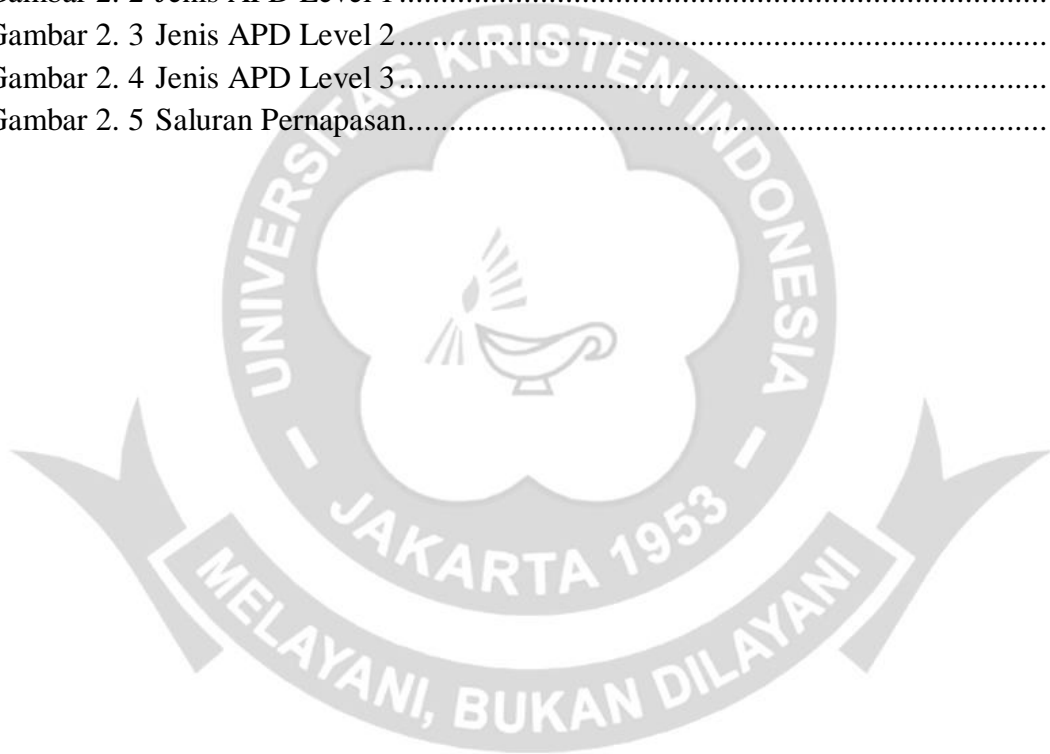 Gambar 2. 2 Jenis APD Level 1
Gambar 2. 3 Jenis APD Level 2
Gambar 2. 4 Jenis APD Level 3
Gambar 2. 5 Saluran Pernapasan
UNIVERSITAS KRISTEN INDONESIA
JAKARTA 1953
MELAYANI, BUKAN DILAYANI